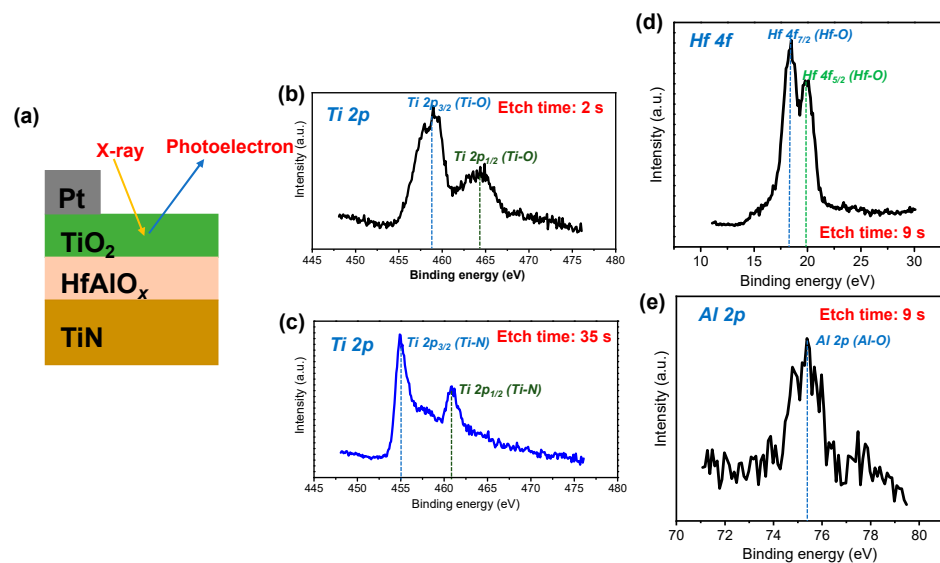 (a)
X-ray
Photoelectron
Pt
TiO₂
HfAlOₓ
TiN
(b)
Ti 2p
Ti 2p₃/₂ (Ti-O)
Etch time: 2 s
Ti 2p₁/₂ (Ti-O)
Intensity (a.u.)
445 450 455 460 465 470 475 480
Binding energy (eV)
(c)
Ti 2p
Etch time: 35 s
Ti 2p₃/₂ (Ti-N)
Ti 2p₁/₂ (Ti-N)
Intensity (a.u.)
445 450 455 460 465 470 475 480
Binding energy (eV)
(d)
Hf 4f
Hf 4f₇/₂ (Hf-O)
Hf 4f₅/₂ (Hf-O)
Etch time: 9 s
Intensity (a.u.)
10 15 20 25 30
Binding energy (eV)
(e)
Al 2p
Etch time: 9 s
Al 2p (Al-O)
Intensity (a.u.)
70 72 74 76 78 80
Binding energy (eV)